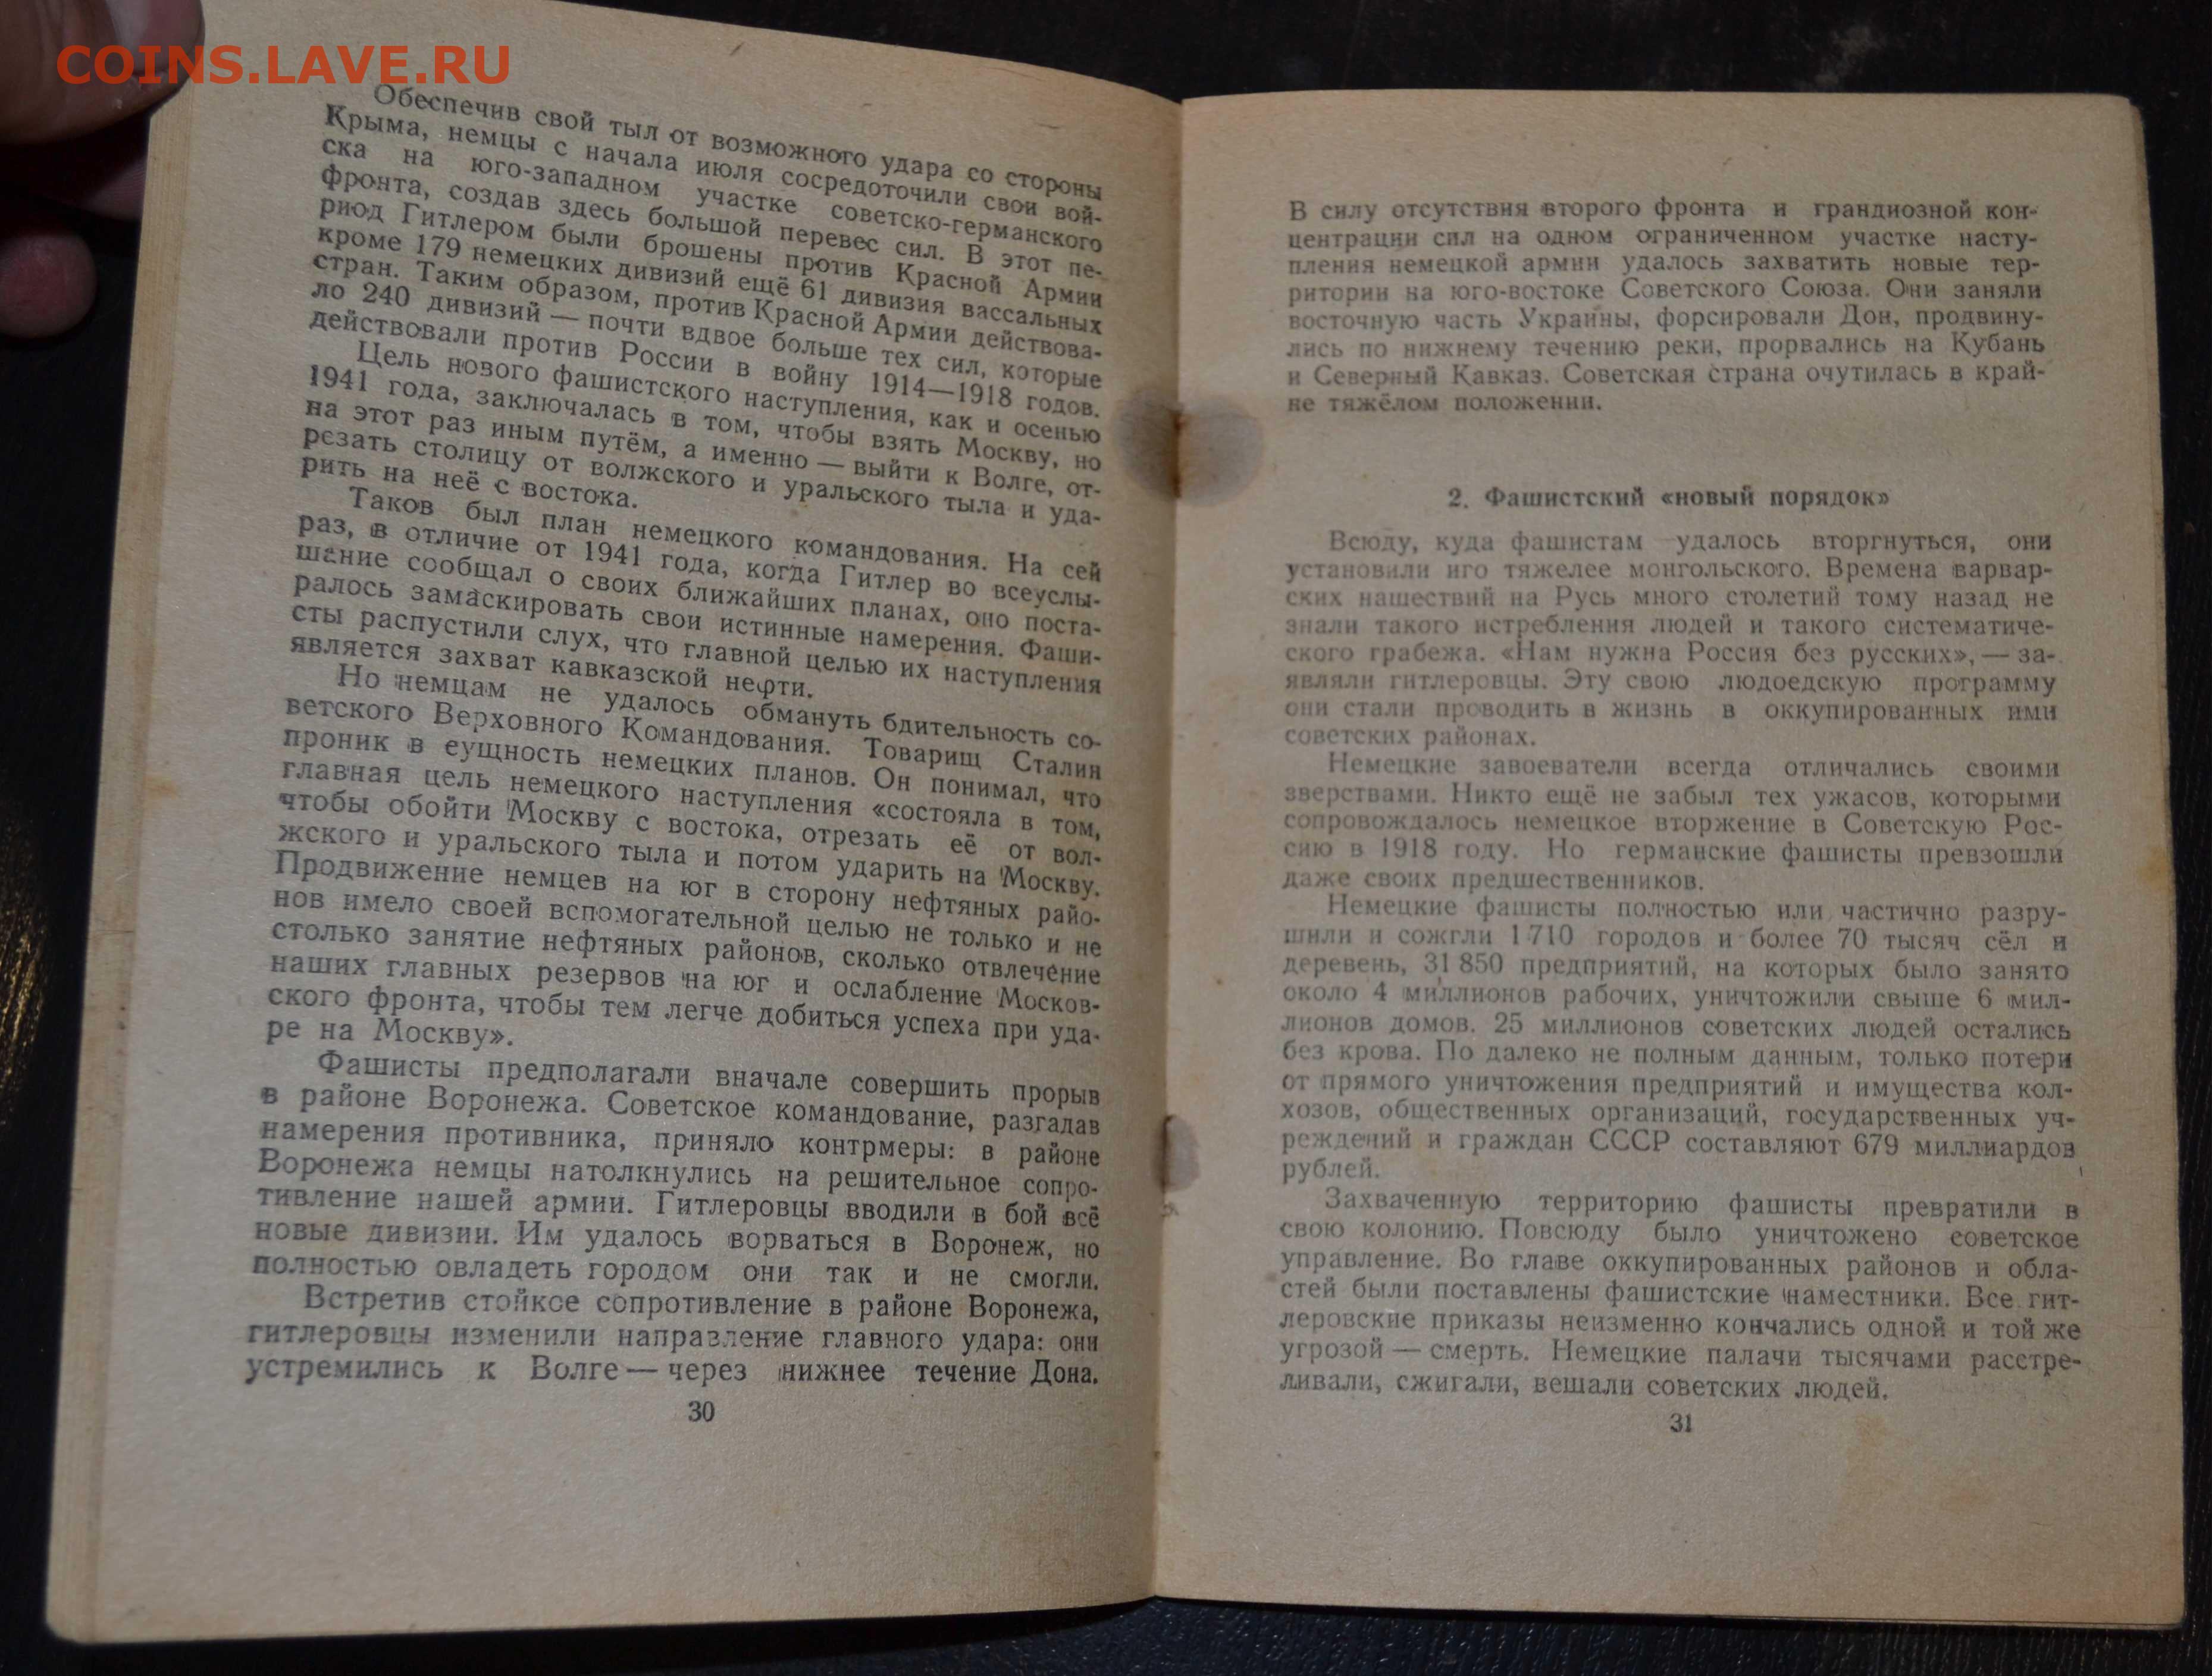 COINS.LAVE.RU
Обеспечив свой тыл от возможного удара со стороны
Крыма, немцы с начала июля сосредоточили свои вой-
ска на юго-западном участке советско-германского
фронта, создав здесь большой перевес сил. В этот пе-
риод Гитлером были брошены против Красной Армии
кроме 179 немецких дивизий ещё 61 дивизия вассальных
стран. Таким образом, против Красной Армии действова-
ло 240 дивизий — почти вдвое больше тех сил, которые
действовали против России в войну 1914—1918 годов.
Цель нового фашистского наступления, как и осенью
1941 года, заключалась в том, чтобы взять Москву, но
на этот раз иным путём, а именно — выйти к Волге, от-
резать столицу от волжского и уральского тыла и уда-
рить на неё с востока.
Таков был план немецкого командования. На сей
раз, в отличие от 1941 года, когда Гитлер во всеуслы-
шание сообщал о своих ближайших планах, оно поста-
ралось замаскировать свои истинные намерения. Фаши-
сты распустили слух, что главной целью их наступления
является захват кавказской нефти.
Но немцам не удалось обмануть бдительность со-
ветского Верховного Командования. Товарищ Сталин
проник в сущность немецких планов. Он понимал, что
главная цель немецкого наступления «состояла в том,
чтобы обойти Москву с востока, отрезать её от вол-
жского и уральского тыла и потом ударить на Москву.
Продвижение немцев на юг в сторону нефтяных райо-
нов имело своей вспомогательной целью не только и не
столько занятие нефтяных районов, сколько отвлечение
наших главных резервов на юг и ослабление Москов-
ского фронта, чтобы тем легче добиться успеха при уда-
ре на Москву».
Фашисты предполагали вначале совершить прорыв
в районе Воронежа. Советское командование, разгадав
намерения противника, приняло контрмеры: в районе
Воронежа немцы натолкнулись на решительное сопро-
тивление нашей армии. Гитлеровцы вводили в бой всё
новые дивизии. Им удалось ворваться в Воронеж, но
полностью овладеть городом они так и не смогли.
Встретив стойкое сопротивление в районе Воронежа,
гитлеровцы изменили направление главного удара: они
устремились к Волге — через нижнее течение Дона.
30
В силу отсутствия второго фронта и грандиозной кон-
центрации сил на одном ограниченном участке насту-
пления немецкой армии удалось захватить новые тер-
ритории на юго-востоке Советского Союза. Они заняли
восточную часть Украины, форсировали Дон, продвину-
лись по нижнему течению реки, прорвались на Кубань
и Северный Кавказ. Советская страна очутилась в край-
не тяжёлом положении.
2. Фашистский «новый порядок»
Всюду, куда фашистам удалось вторгнуться, они
установили иго тяжелее монгольского. Времена варвар-
ских нашествий на Русь много столетий тому назад не
знали такого истребления людей и такого систематиче-
ского грабежа. «Нам нужна Россия без русских», — за-
являли гитлеровцы. Эту свою людоедскую программу
они стали проводить в жизнь в оккупированных ими
советских районах.
Немецкие завоеватели всегда отличались своими
зверствами. Никто ещё не забыл тех ужасов, которыми
сопровождалось немецкое вторжение в Советскую Рос-
сию в 1918 году. Но германские фашисты превзошли
даже своих предшественников.
Немецкие фашисты полностью или частично разру-
шили и сожгли 1 710 городов и более 70 тысяч сёл и
деревень, 31 850 предприятий, на которых было занято
около 4 миллионов рабочих, уничтожили свыше 6 мил-
лионов домов. 25 миллионов советских людей остались
без крова. По далеко не полным данным, только потери
от прямого уничтожения предприятий и имущества кол-
хозов, общественных организаций, государственных уч-
реждений и граждан СССР составляют 679 миллиардов
рублей.
Захваченную территорию фашисты превратили в
свою колонию. Повсюду было уничтожено советское
управление. Во главе оккупированных районов и обла-
стей были поставлены фашистские наместники. Все гит-
леровские приказы неизменно кончались одной и той же
угрозой — смерть. Немецкие палачи тысячами расстре-
ливали, сжигали, вешали советских людей.
31